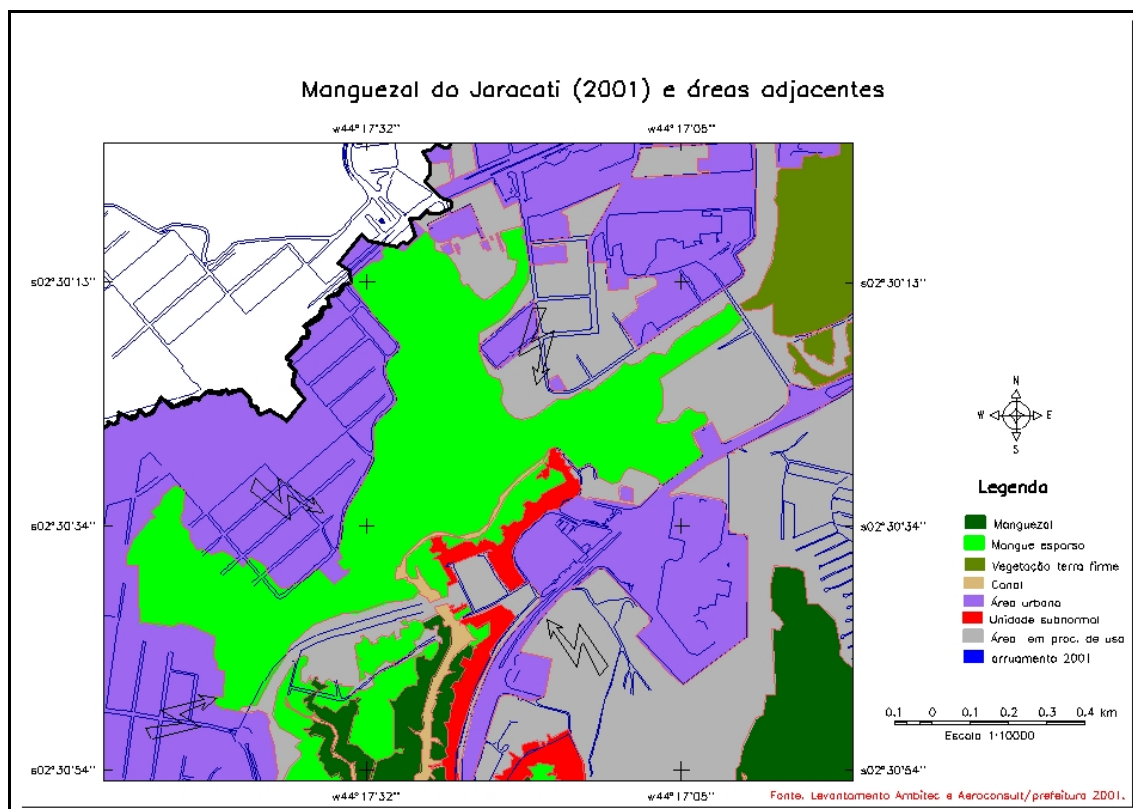 Manguezal do Jaracati (2001) e áreas adjacentes
w44°17'32'' w44°17'05''
s02°30'13'' s02°30'13''
N
W E
S
Legenda
s02°30'34'' s02°30'34''
Manguezal
Mangue esparso
Vegetação terra firme
Canal
Área urbana
Unidade subnormal
Área em proc. de uso
arruamento 2001
0.1 0 0.1 0.2 0.3 0.4 km
Escala 1:10000
s02°30'54'' s02°30'54''
w44°17'32'' w44°17'05''
Fonte. Levantamento Ambitec e Aeroconsult/prefeitura 2001.